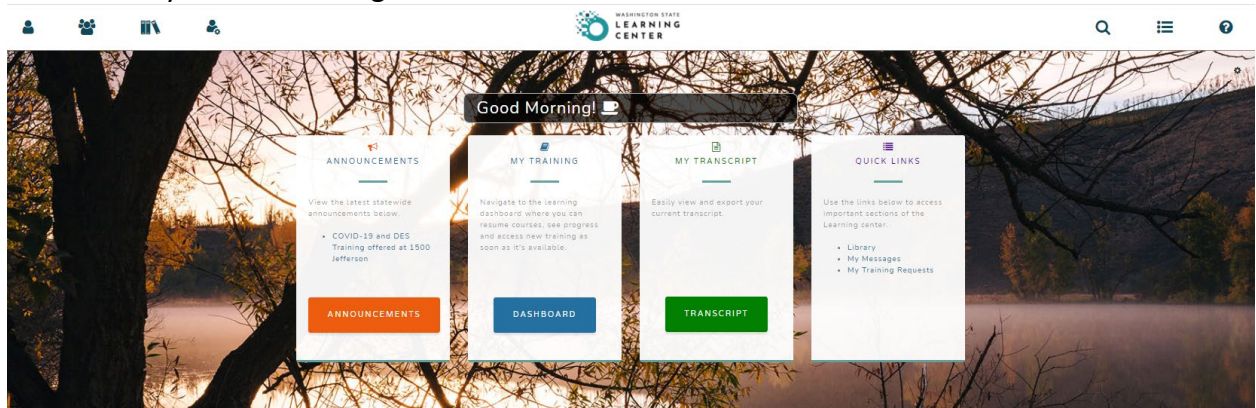 WASHINGTON STATE
LEARNING
CENTER
Good Morning!
ANNOUNCEMENTS
View the latest statewide
announcements below.
• COVID-19 and DES
Training offered at 1500
Jefferson
ANNOUNCEMENTS
MY TRAINING
Navigate to the learning
dashboard where you can
resume courses, see progress
and access new training as
soon as it's available.
DASHBOARD
MY TRANSCRIPT
Easily view and export your
current transcript.
TRANSCRIPT
QUICK LINKS
Use the links below to access
important sections of the
Learning center.
• Library
• My Messages
• My Training Requests